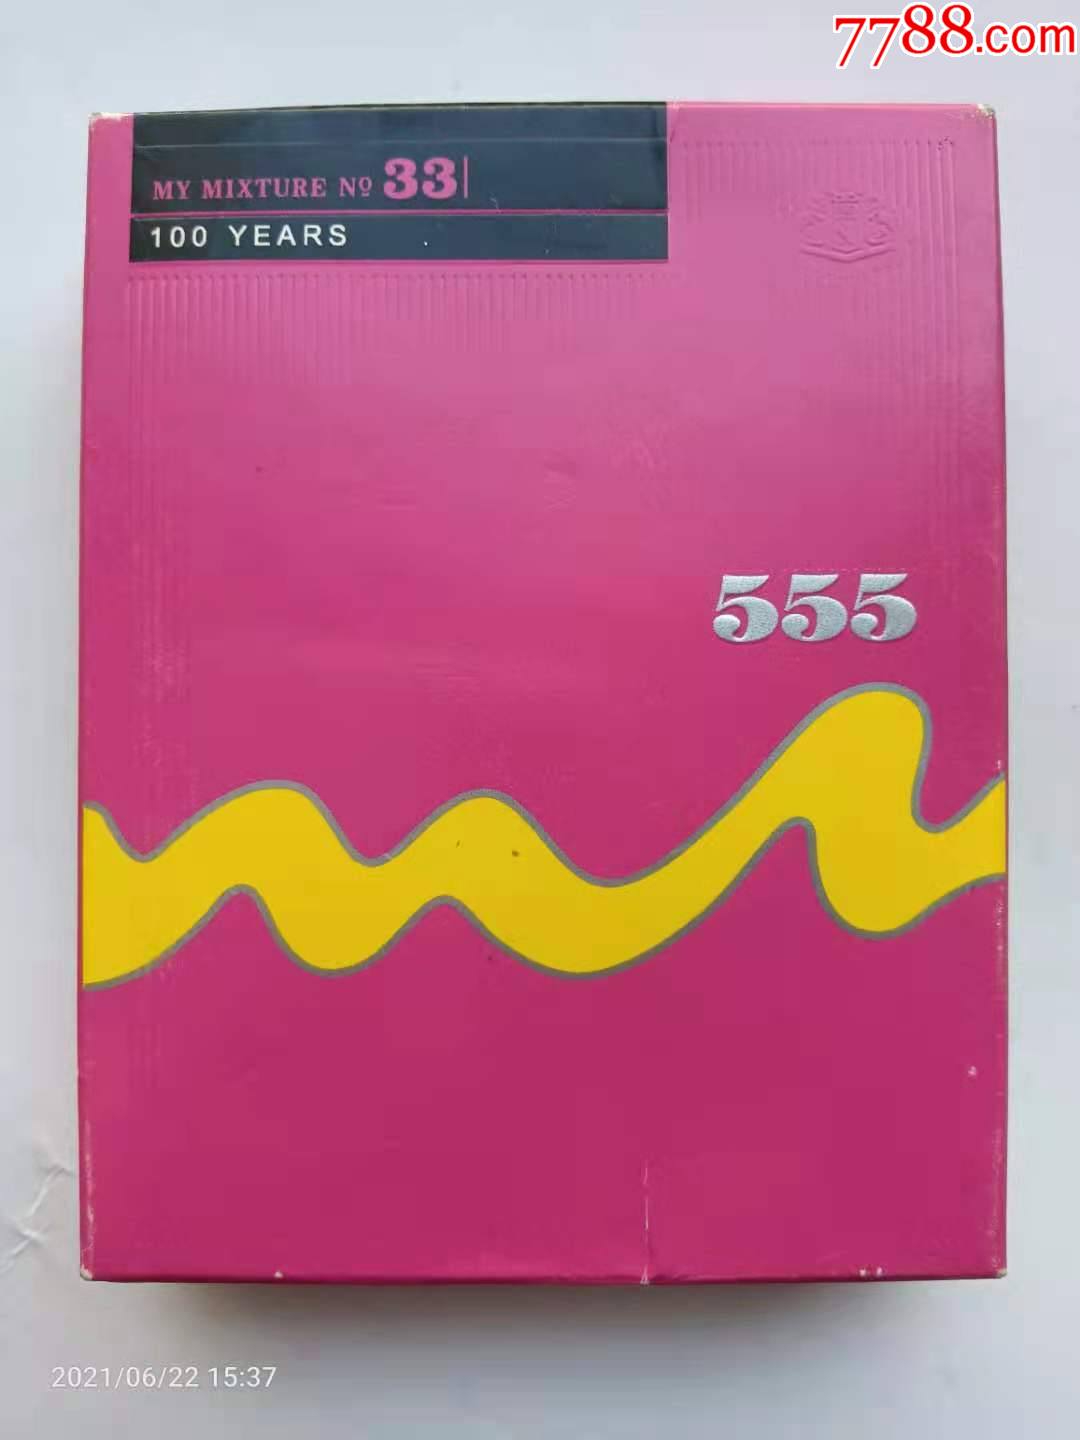 7788.com
MY MIXTURE Nº 33
100 YEARS
555
2021/06/22 15:37